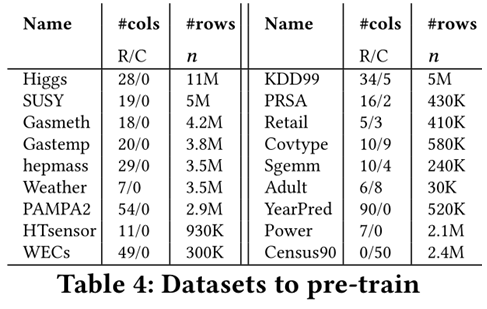 Name #cols #rows Name #cols #rows
R/C n R/C n
Higgs 28/0 11M KDD99 34/5 5M
SUSY 19/0 5M PRSA 16/2 430K
Gasmeth 18/0 4.2M Retail 5/3 410K
Gastemp 20/0 3.8M Covtype 10/9 580K
hepmass 29/0 3.5M Sgemm 10/4 240K
Weather 7/0 3.5M Adult 6/8 30K
PAMPA2 54/0 2.9M YearPred 90/0 520K
HTsensor 11/0 930K Power 7/0 2.1M
WECs 49/0 300K Census90 0/50 2.4M
Table 4: Datasets to pre-train